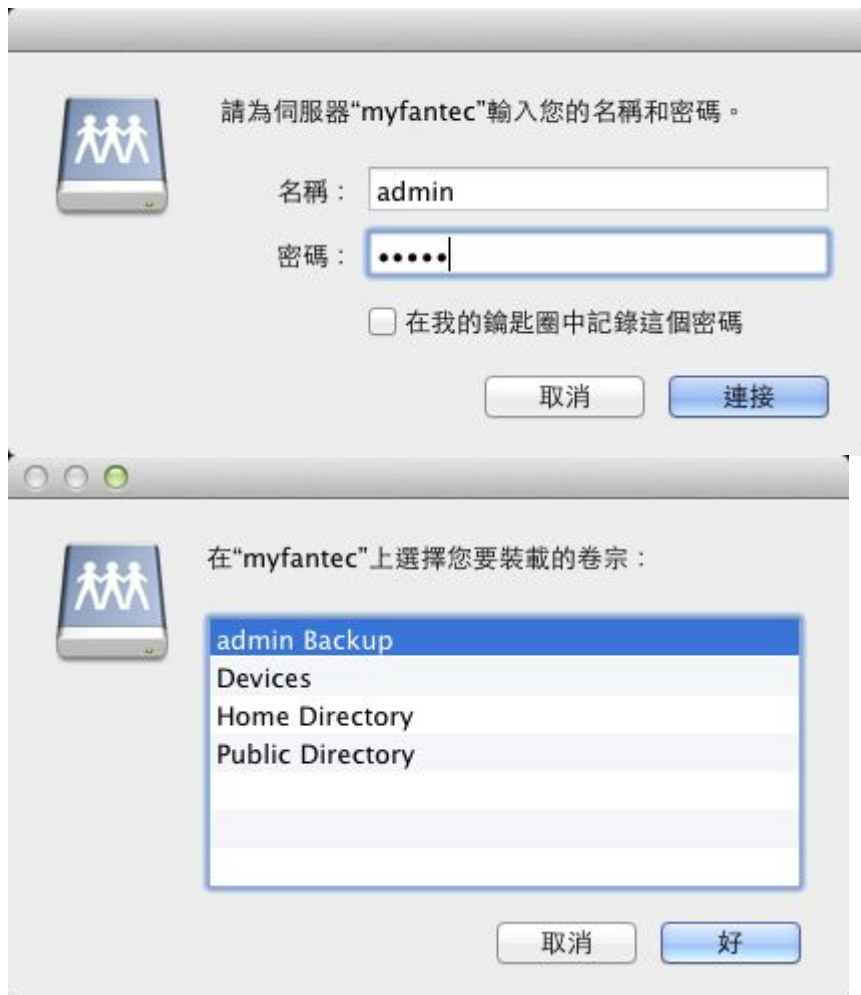 請為伺服器“myfantec”輸入您的名稱和密碼。
名稱： admin
密碼： •••••
在我的鑰匙圈中記錄這個密碼
取消 連接
在“myfantec”上選擇您要裝載的卷宗：
admin Backup
Devices
Home Directory
Public Directory
取消 好